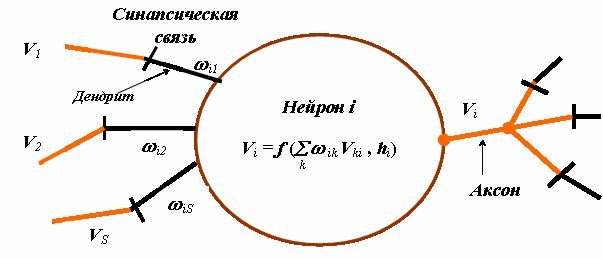 Синапсическая
связь
V1
ωi1
Дендрит
V2
ωi2
ωiS
VS
Нейрон i
Vi = f (∑ωik Vki , hi)
k
Vi
Аксон